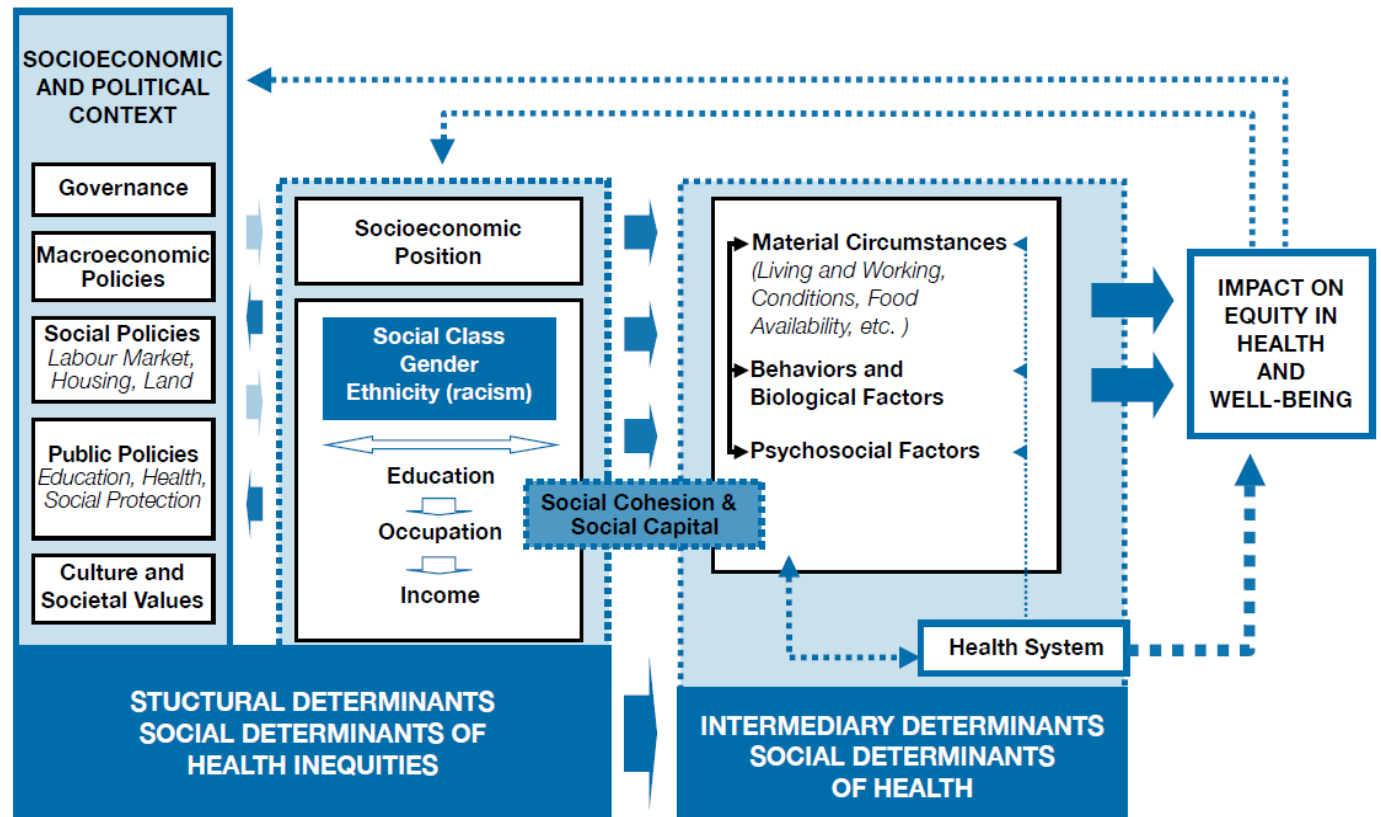 SOCIOECONOMIC
AND POLITICAL
CONTEXT
Governance
Macroeconomic
Policies
Social Policies
Labour Market,
Housing, Land
Public Policies
Education, Health,
Social Protection
Culture and
Societal Values
Socioeconomic
Position
Social Class
Gender
Ethnicity (racism)
Education
Occupation
Income
Social Cohesion &
Social Capital
Material Circumstances
(Living and Working,
Conditions, Food
Availability, etc. )
Behaviors and
Biological Factors
Psychosocial Factors
Health System
IMPACT ON
EQUITY IN
HEALTH
AND
WELL-BEING
STUCTURAL DETERMINANTS
SOCIAL DETERMINANTS OF
HEALTH INEQUITIES
INTERMEDIARY DETERMINANTS
SOCIAL DETERMINANTS
OF HEALTH